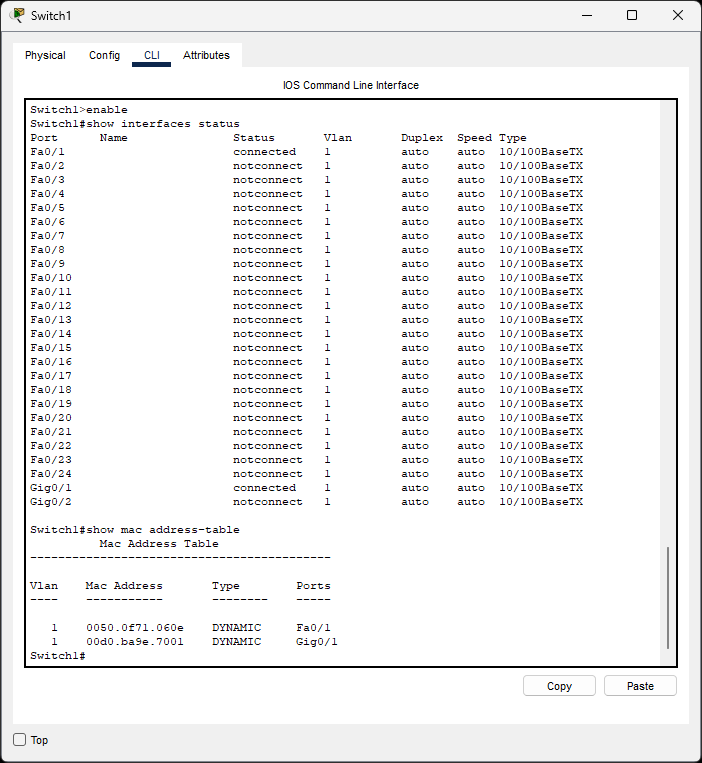 Switch1
Physical Config CLI Attributes
IOS Command Line Interface
Switch1>enable
Switch1#show interfaces status
Port      Name               Status       Vlan       Duplex  Speed Type
Fa0/1                        connected    1          auto    auto  10/100BaseTX
Fa0/2                        notconnect   1          auto    auto  10/100BaseTX
Fa0/3                        notconnect   1          auto    auto  10/100BaseTX
Fa0/4                        notconnect   1          auto    auto  10/100BaseTX
Fa0/5                        notconnect   1          auto    auto  10/100BaseTX
Fa0/6                        notconnect   1          auto    auto  10/100BaseTX
Fa0/7                        notconnect   1          auto    auto  10/100BaseTX
Fa0/8                        notconnect   1          auto    auto  10/100BaseTX
Fa0/9                        notconnect   1          auto    auto  10/100BaseTX
Fa0/10                       notconnect   1          auto    auto  10/100BaseTX
Fa0/11                       notconnect   1          auto    auto  10/100BaseTX
Fa0/12                       notconnect   1          auto    auto  10/100BaseTX
Fa0/13                       notconnect   1          auto    auto  10/100BaseTX
Fa0/14                       notconnect   1          auto    auto  10/100BaseTX
Fa0/15                       notconnect   1          auto    auto  10/100BaseTX
Fa0/16                       notconnect   1          auto    auto  10/100BaseTX
Fa0/17                       notconnect   1          auto    auto  10/100BaseTX
Fa0/18                       notconnect   1          auto    auto  10/100BaseTX
Fa0/19                       notconnect   1          auto    auto  10/100BaseTX
Fa0/20                       notconnect   1          auto    auto  10/100BaseTX
Fa0/21                       notconnect   1          auto    auto  10/100BaseTX
Fa0/22                       notconnect   1          auto    auto  10/100BaseTX
Fa0/23                       notconnect   1          auto    auto  10/100BaseTX
Fa0/24                       notconnect   1          auto    auto  10/100BaseTX
Gig0/1                       connected    1          auto    auto  10/100BaseTX
Gig0/2                       notconnect   1          auto    auto  10/100BaseTX
Switch1#show mac address-table
          Mac Address Table
-------------------------------------------
Vlan    Mac Address       Type        Ports
----    -----------       --------    -----
   1    0050.0f71.060e    DYNAMIC     Fa0/1
   1    00d0.ba9e.7001    DYNAMIC     Gig0/1
Switch1#
Copy Paste
Top